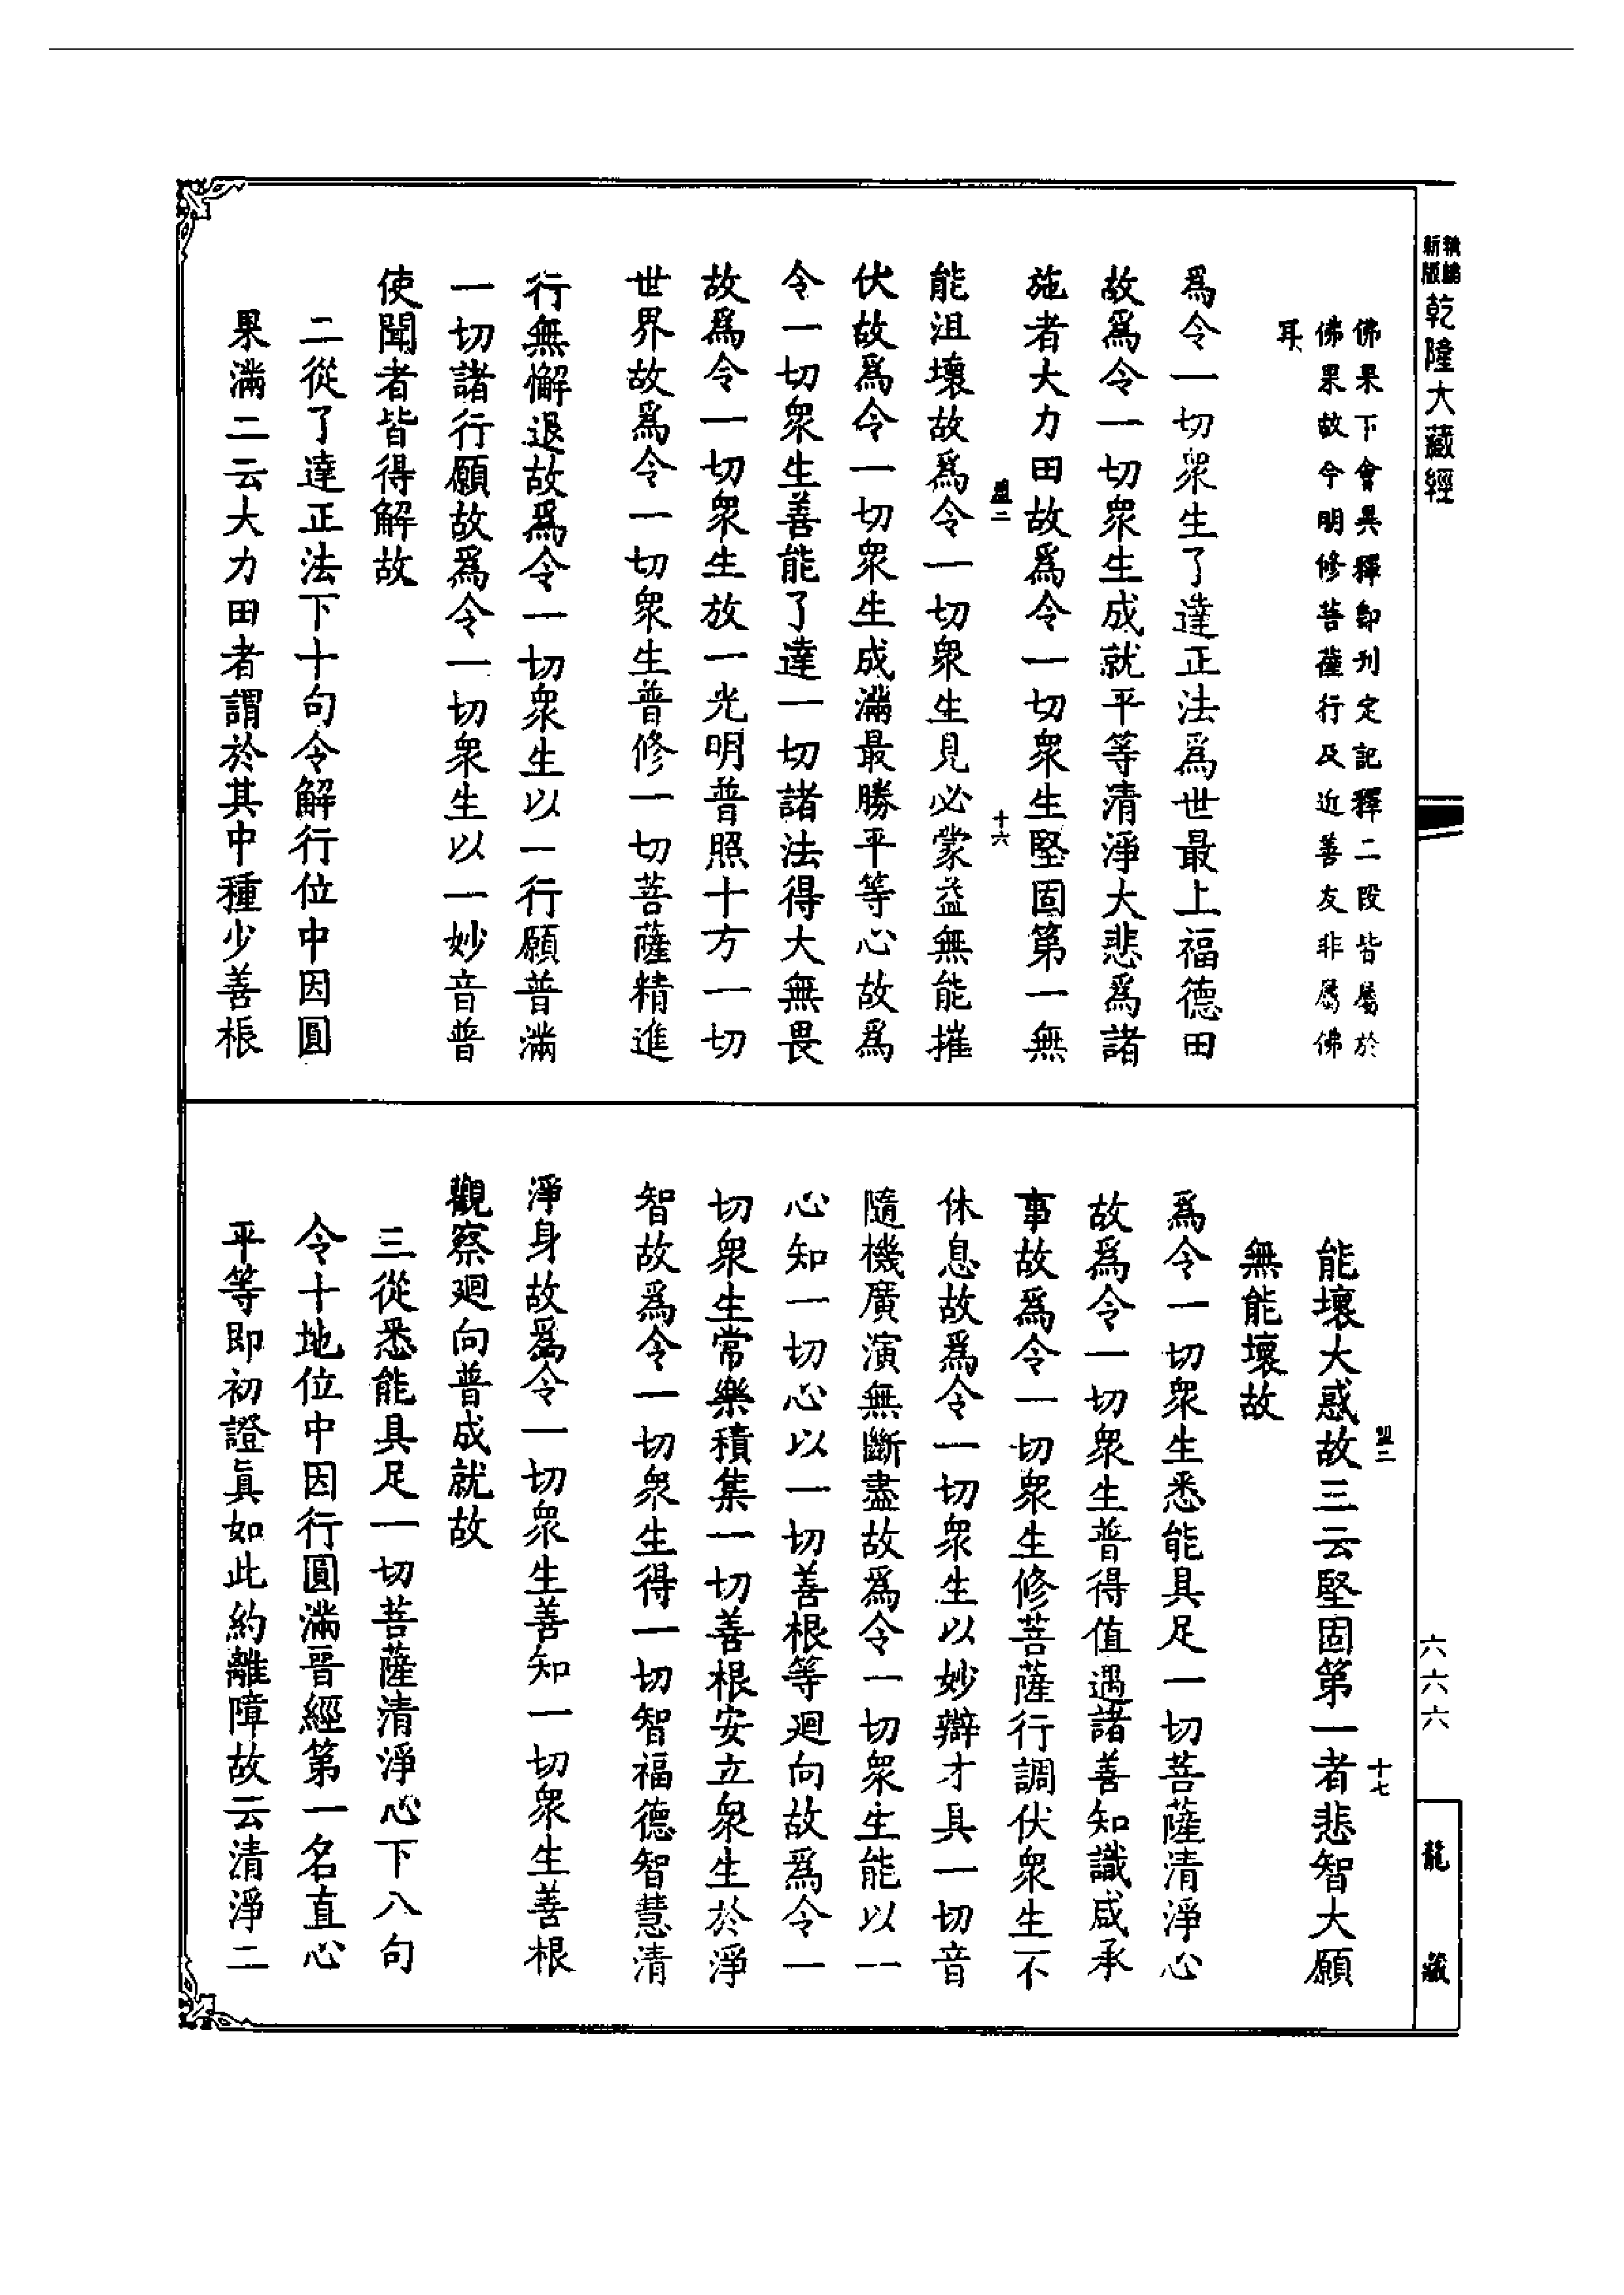 新版
乾隆大藏經
佛果下會具釋即刋定記釋二段皆屬於
佛果故今明修菩薩行及近善友非屬佛
耳
爲令一切衆生了達正法爲世最上福德田
故爲令一切衆生成就平等清淨大悲爲諸
施者大力田故爲令一切衆生堅固第一無
盟二
十六
能沮壞故爲令一切衆生見必蒙益無能摧
伏故爲令一切衆生成滿最勝平等心故爲
令一切衆生善能了達一切諸法得大無畏
故爲令一切衆生放一光明普照十方一切
世界故爲令一切衆生普修一切菩薩精進
行無懈退故爲令一切衆生以一行願普滿
一切諸行願故爲令一切衆生以一妙音普
使聞者皆得解故
二從了達正法下十句令解行位中因圓
果滿二云大力田者謂於其中種少善根
六六六
龍藏
盟二
十七
能壞大惑故三云堅固第一者悲智大願
無能壞故
爲令一切衆生悉能具足一切菩薩清淨心
故爲令一切衆生普得值遇諸善知識咸承
事故爲令一切衆生修菩薩行調伏衆生不
休息故爲令一切衆生以妙辯才具一切音
隨機廣演無斷盡故爲令一切衆生能以一
心知一切心以一切善根等迴向故爲令一
切衆生常樂積集一切善根安立衆生於淨
智故爲令一切衆生得一切智福德智慧清
淨身故爲令一切衆生善知一切衆生善根
觀察迴向普成就故
三從悉能具足一切菩薩清淨心下八句
令十地位中因行圓滿晉經第一名直心
平等即初證眞如此約離障故云清淨二